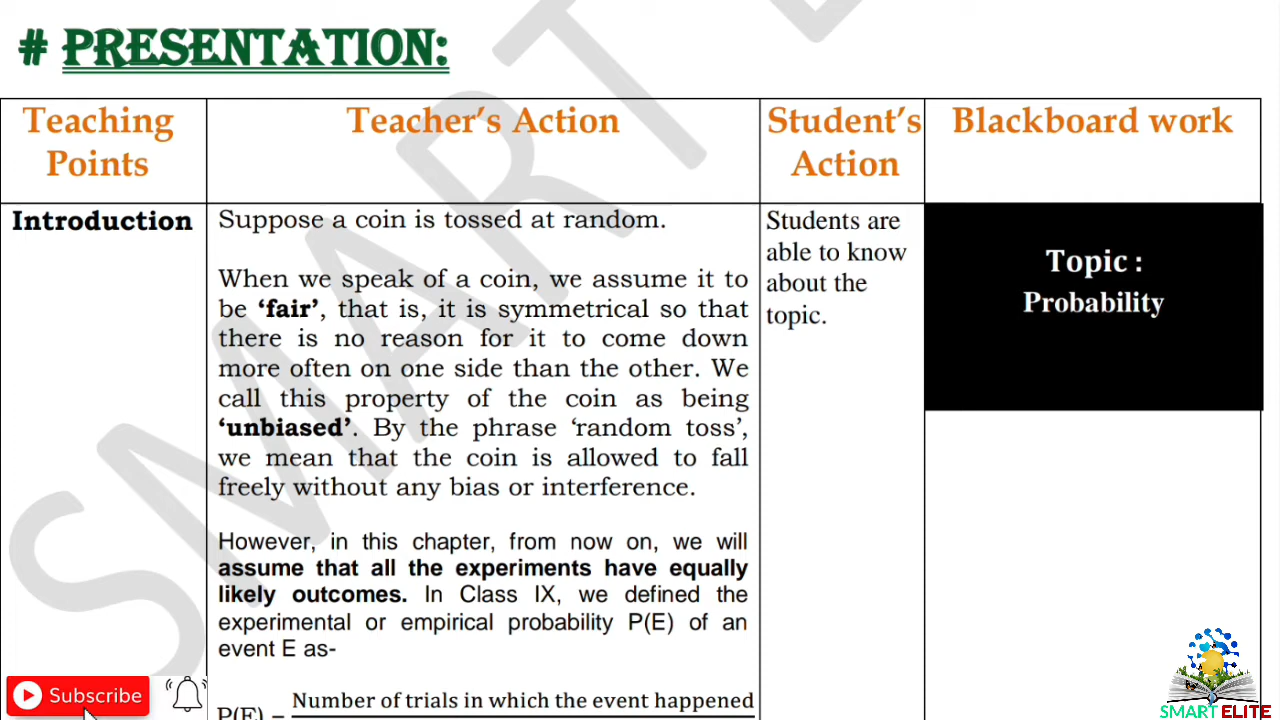 # PRESENTATION:
Teaching
Points
Teacher's Action
Student's
Action
Blackboard work
Introduction
Suppose a coin is tossed at random.
When we speak of a coin, we assume it to
be ‘fair’, that is, it is symmetrical so that
there is no reason for it to come down
more often on one side than the other. We
call this property of the coin as being
‘unbiased’. By the phrase ‘random toss’,
we mean that the coin is allowed to fall
freely without any bias or interference.
However, in this chapter, from now on, we will
assume that all the experiments have equally
likely outcomes. In Class IX, we defined the
experimental or empirical probability P(E) of an
event E as-
P(E) = Number of trials in which the event happened
Students are
able to know
about the
topic.
Topic :
Probability
SMART E
Subscribe
SMART ELITE